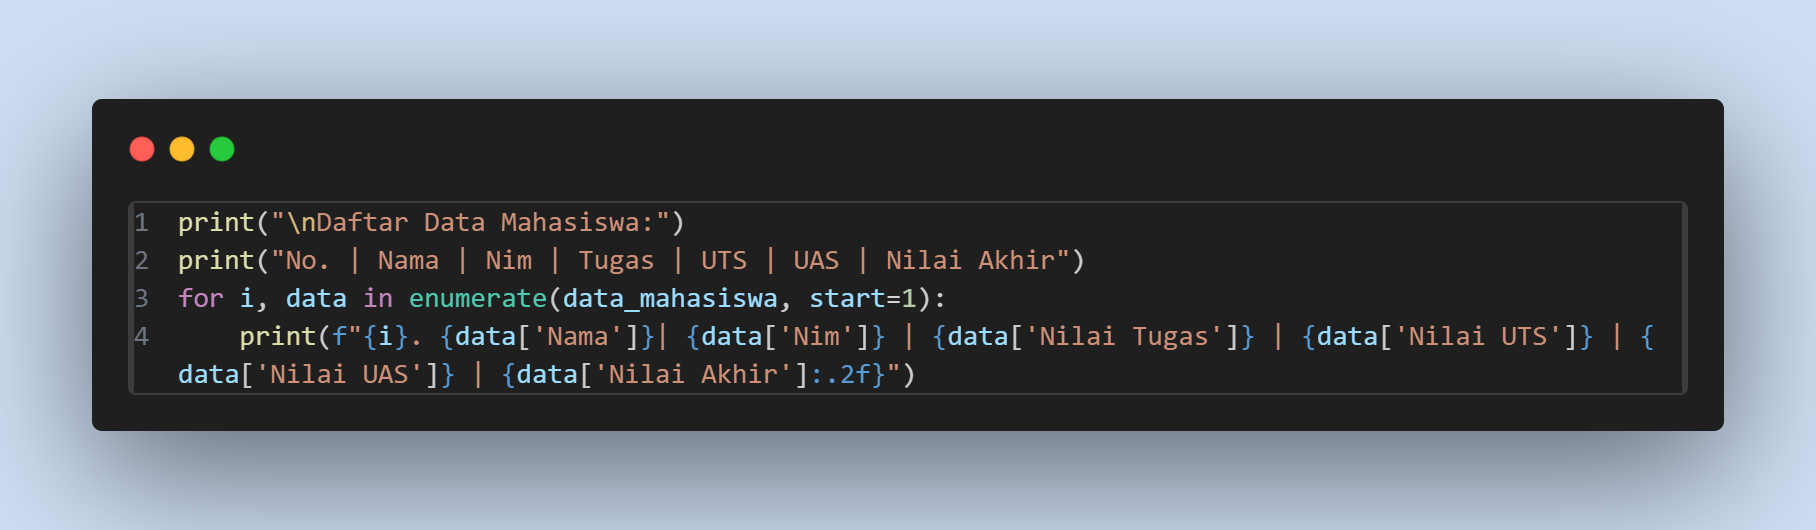 1 print("\nDaftar Data Mahasiswa:")
2 print("No. | Nama | Nim | Tugas | UTS | UAS | Nilai Akhir")
3 for i, data in enumerate(data_mahasiswa, start=1):
4     print(f"{i}. {data['Nama']}| {data['Nim']} | {data['Nilai Tugas']} | {data['Nilai UTS']} | {
data['Nilai UAS']} | {data['Nilai Akhir']:.2f}")